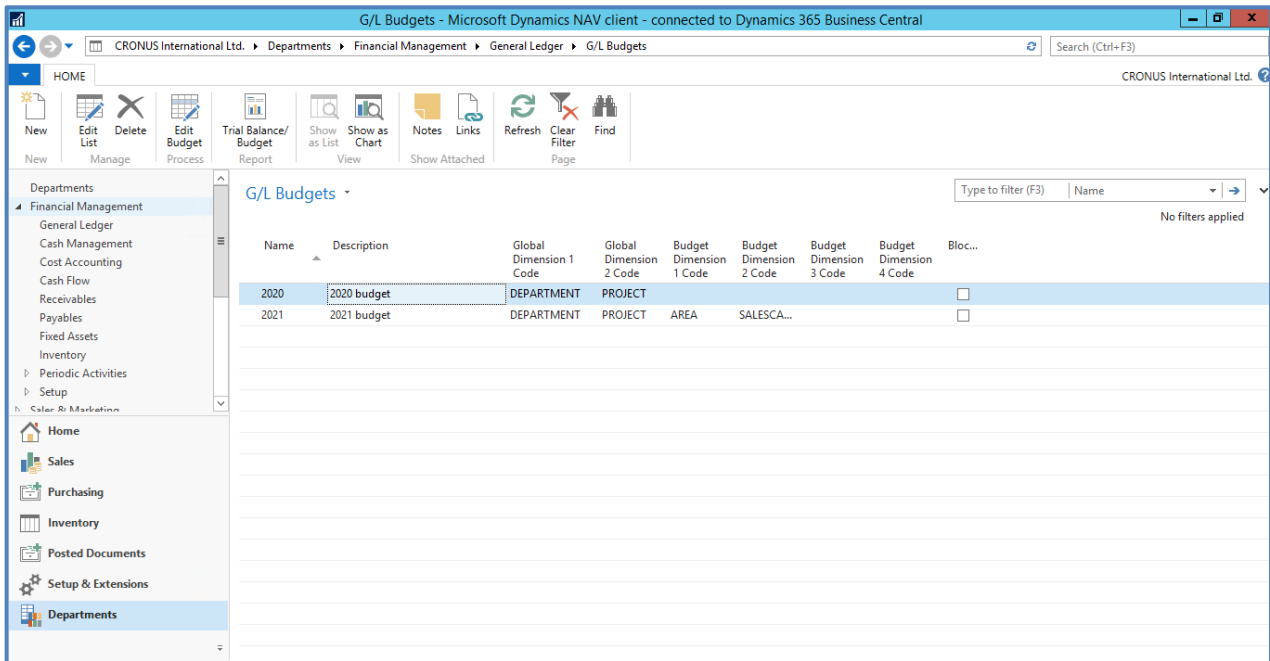 G/L Budgets - Microsoft Dynamics NAV client - connected to Dynamics 365 Business Central
CRONUS International Ltd. Departments Financial Management General Ledger G/L Budgets Search (Ctrl+F3)
HOME CRONUS International Ltd.
New Edit List Delete Edit Budget Trial Balance/ Budget Show as List Show as Chart Notes Links Refresh Clear Filter Find
New Manage Process Report View Show Attached Page
Departments
Financial Management
General Ledger
Cash Management
Cost Accounting
Cash Flow
Receivables
Payables
Fixed Assets
Inventory
Periodic Activities
Setup
Sales & Marketing
Home
Sales
Purchasing
Inventory
Posted Documents
Setup & Extensions
Departments
G/L Budgets Type to filter (F3) Name
No filters applied
Name Description Global Dimension 1 Code Global Dimension 2 Code Budget Dimension 1 Code Budget Dimension 2 Code Budget Dimension 3 Code Budget Dimension 4 Code Bloc...
2020 2020 budget DEPARTMENT PROJECT
2021 2021 budget DEPARTMENT PROJECT AREA SALESCA...